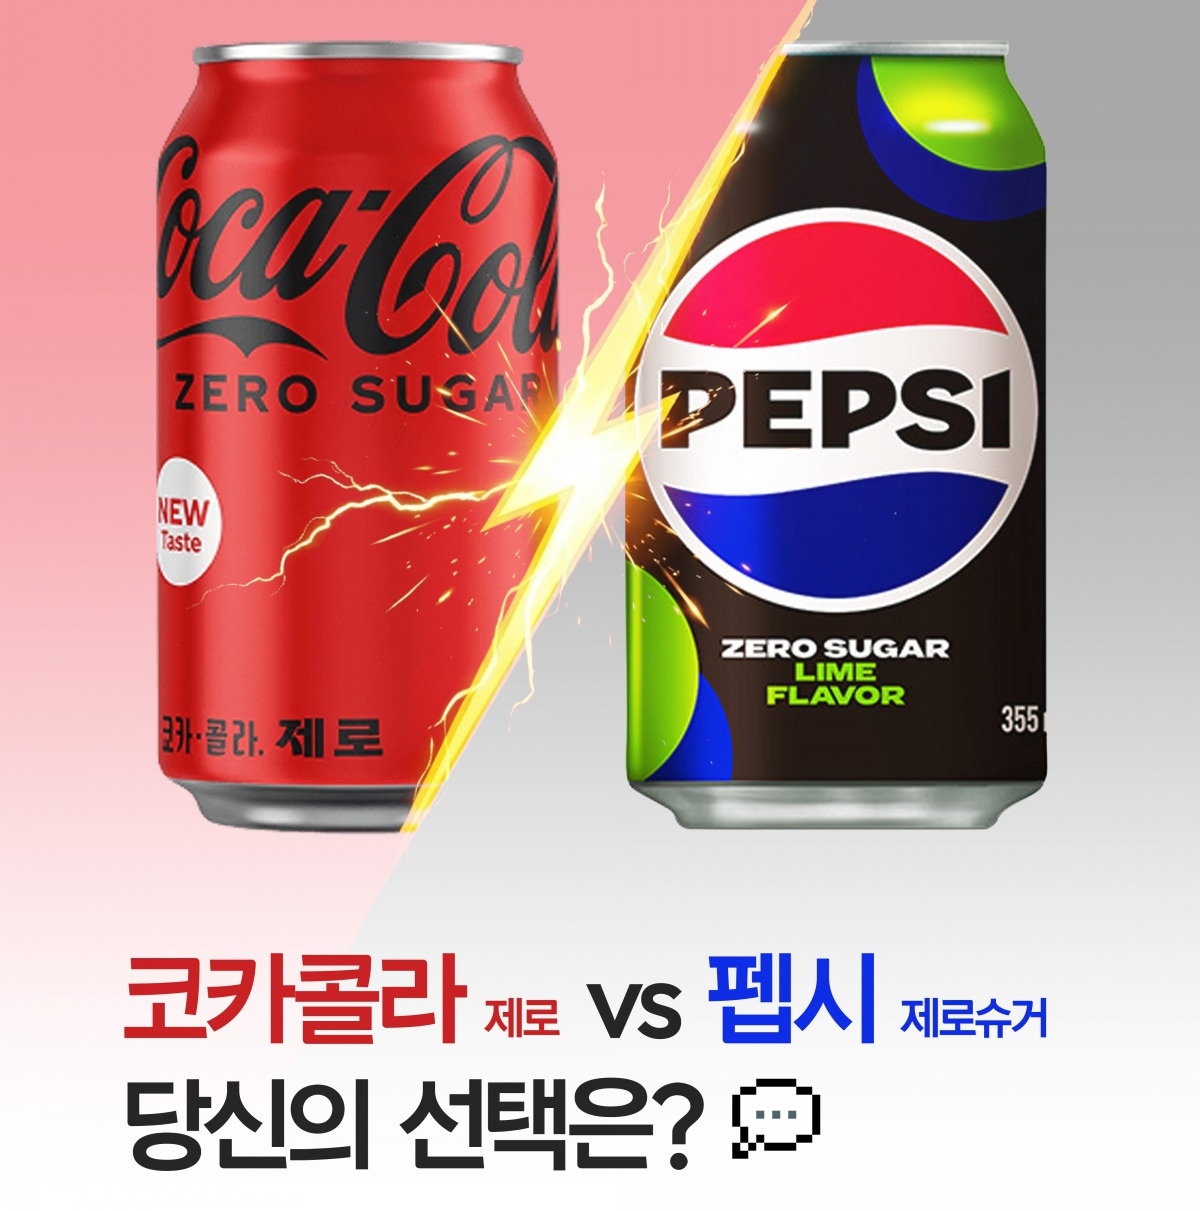 Coca-Cola
ZERO SUGAR
NEW
Taste
코카·콜라. 제로
PEPSI
ZERO SUGAR
LIME
FLAVOR
355
코카콜라 제로 vs 펩시 제로슈거
당신의 선택은?